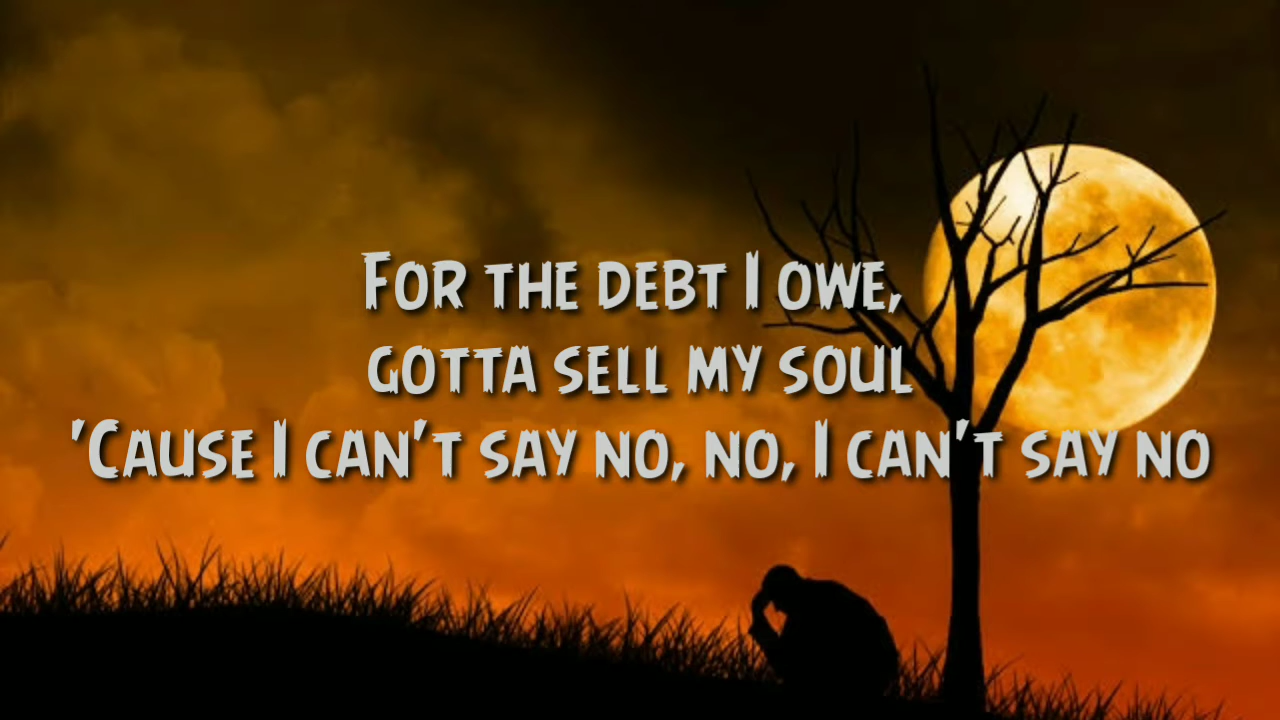 For the debt I owe,
gotta sell my soul
'Cause I can't say no, no, I can't say no